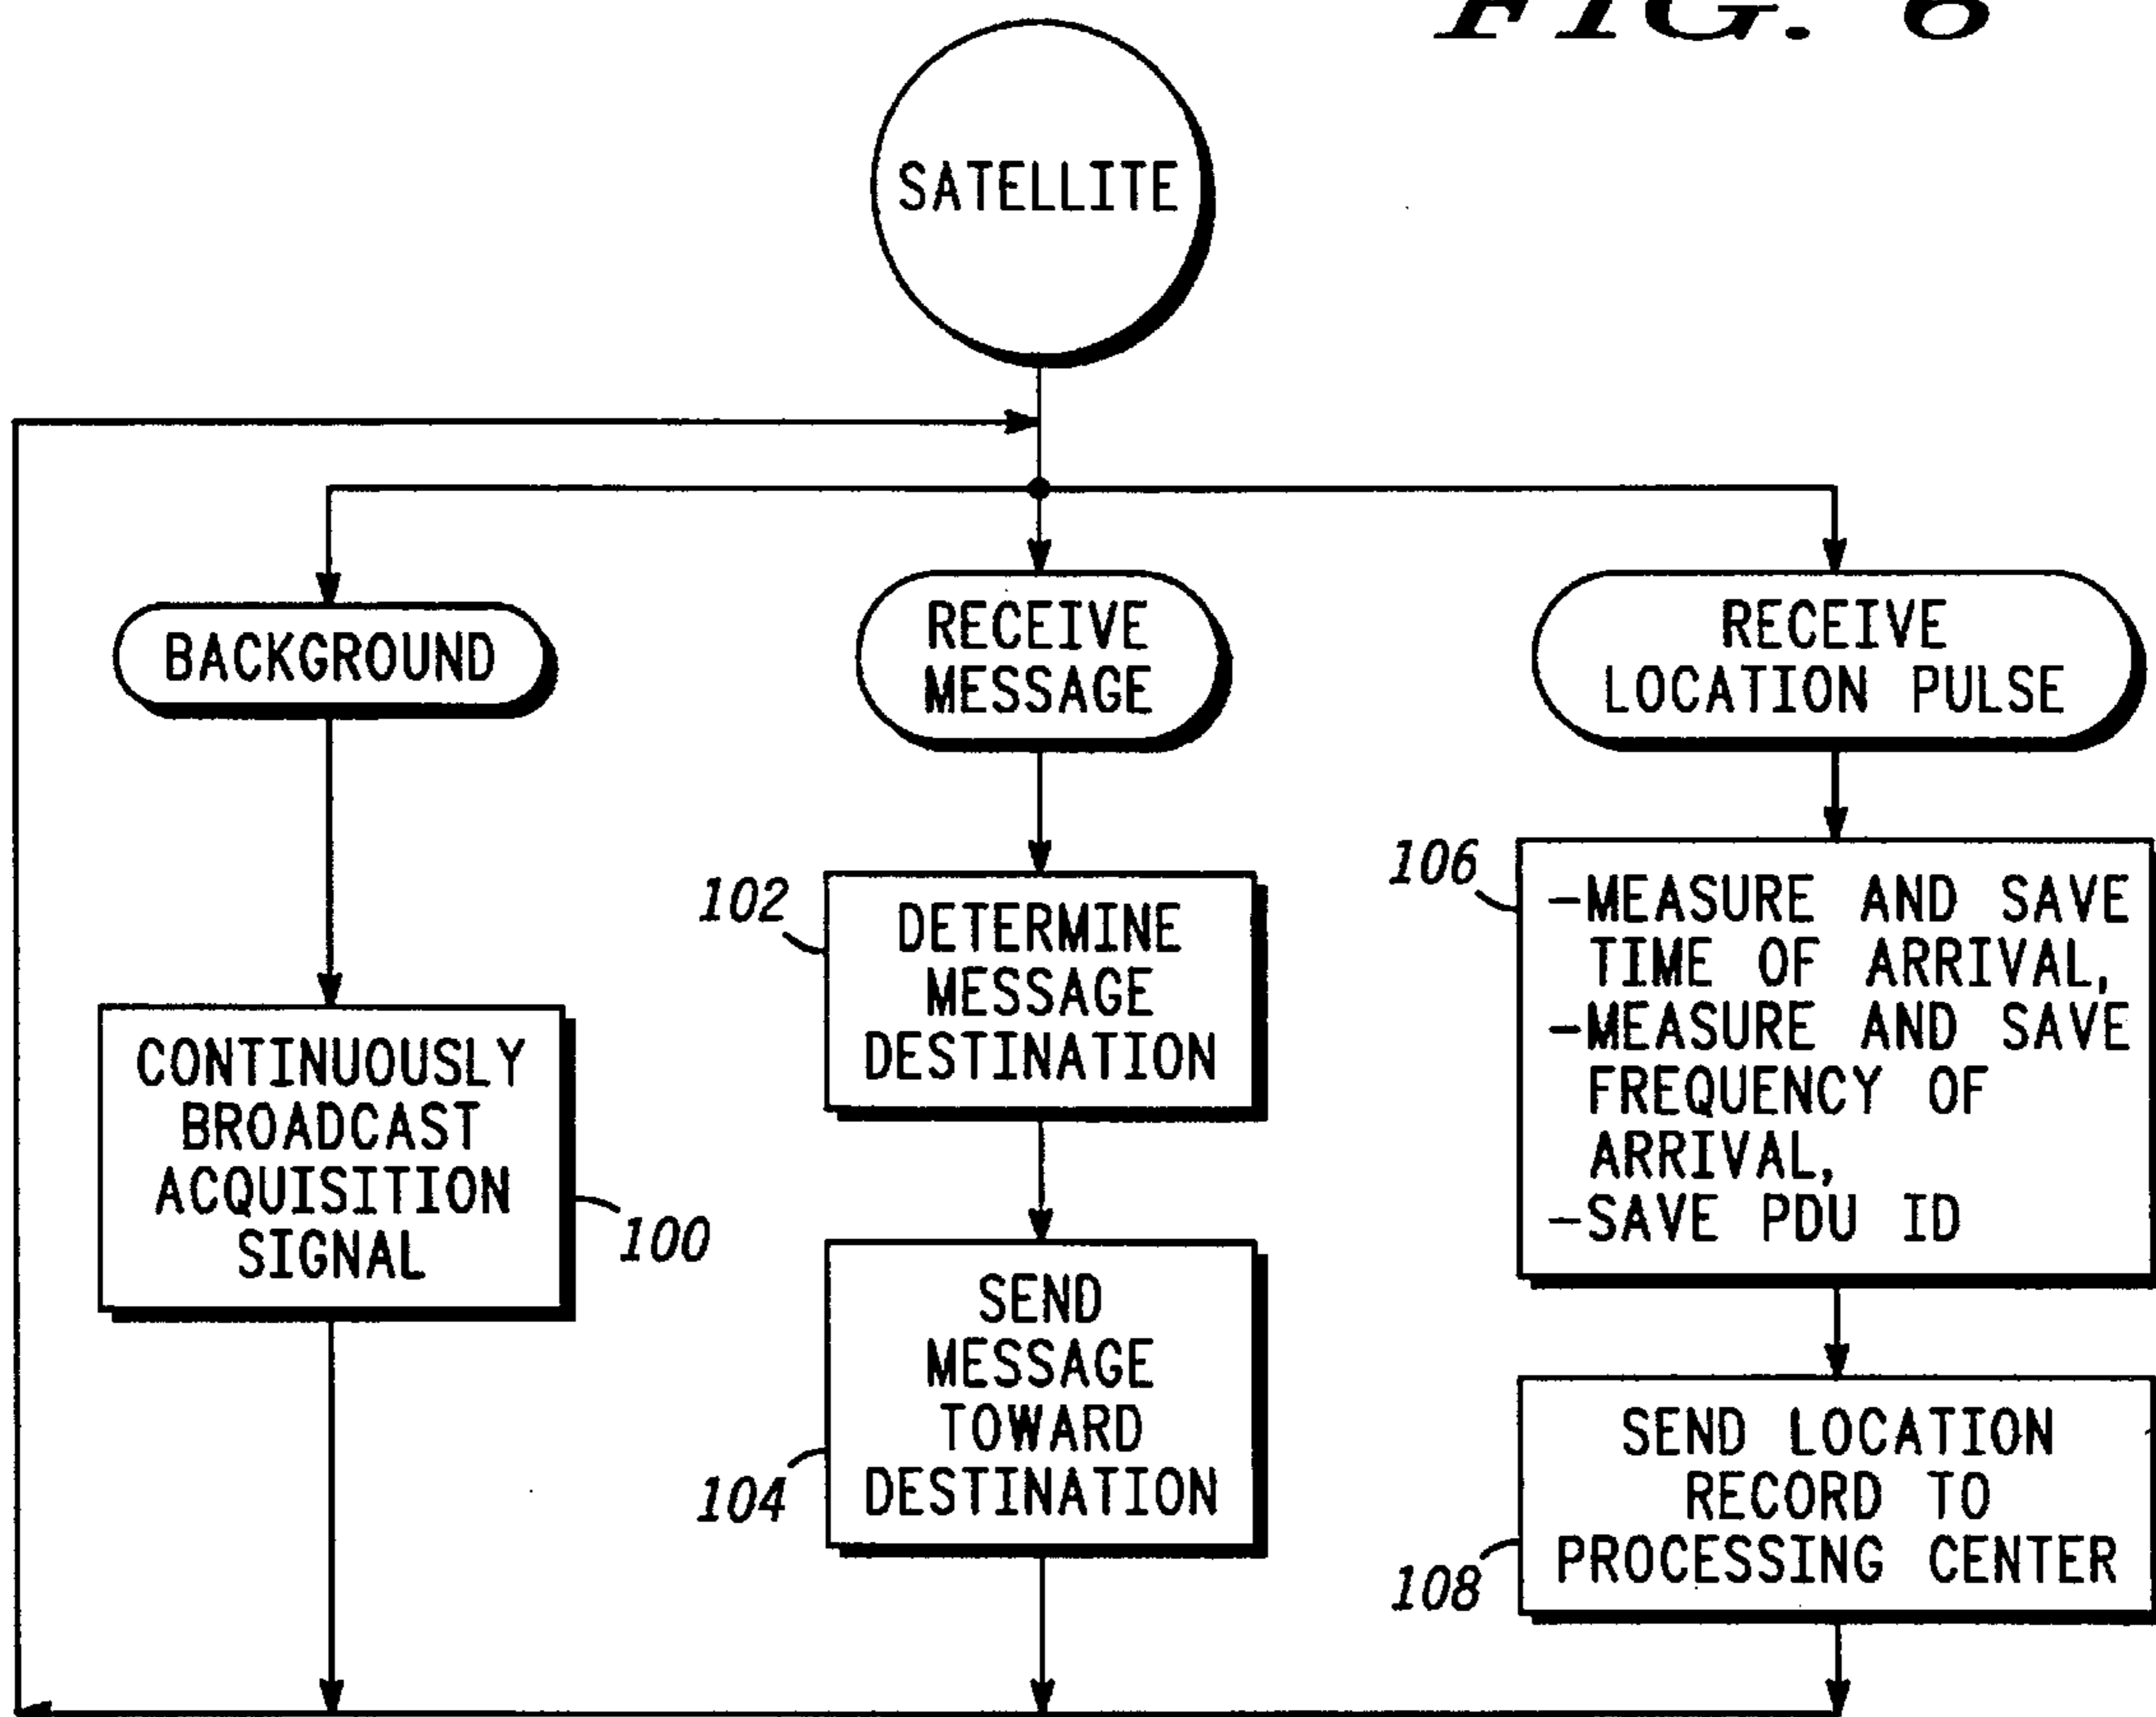 FIG. 6
SATELLITE
BACKGROUND
RECEIVE
MESSAGE
RECEIVE
LOCATION PULSE
100
CONTINUOUSLY
BROADCAST
ACQUISITION
SIGNAL
102
DETERMINE
MESSAGE
DESTINATION
104
SEND
MESSAGE
TOWARD
DESTINATION
106
-MEASURE AND SAVE
TIME OF ARRIVAL,
-MEASURE AND SAVE
FREQUENCY OF
ARRIVAL,
-SAVE PDU ID
108
SEND LOCATION
RECORD TO
PROCESSING CENTER